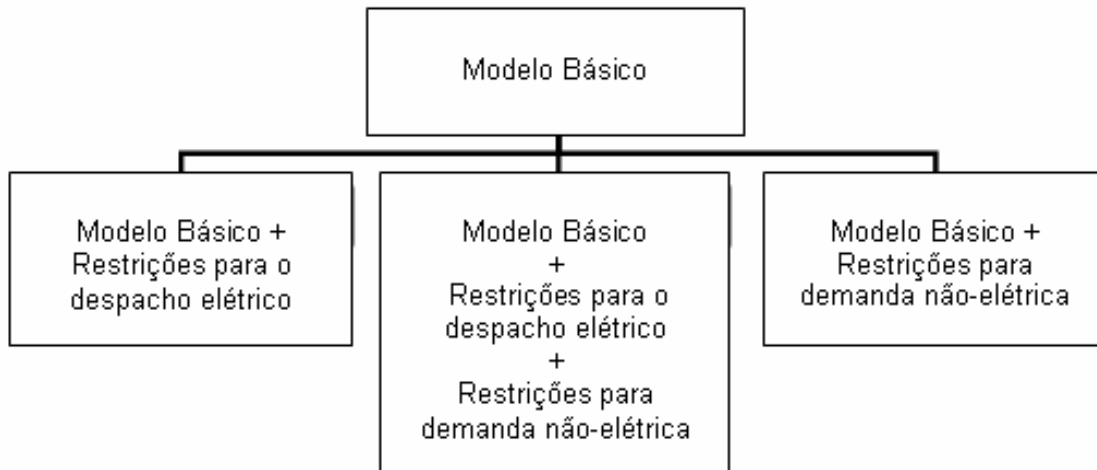 Modelo Básico
Modelo Básico +
Restrições para o
despacho elétrico
Modelo Básico
+
Restrições para o
despacho elétrico
+
Restrições para
demanda não-elétrica
Modelo Básico +
Restrições para
demanda não-elétrica